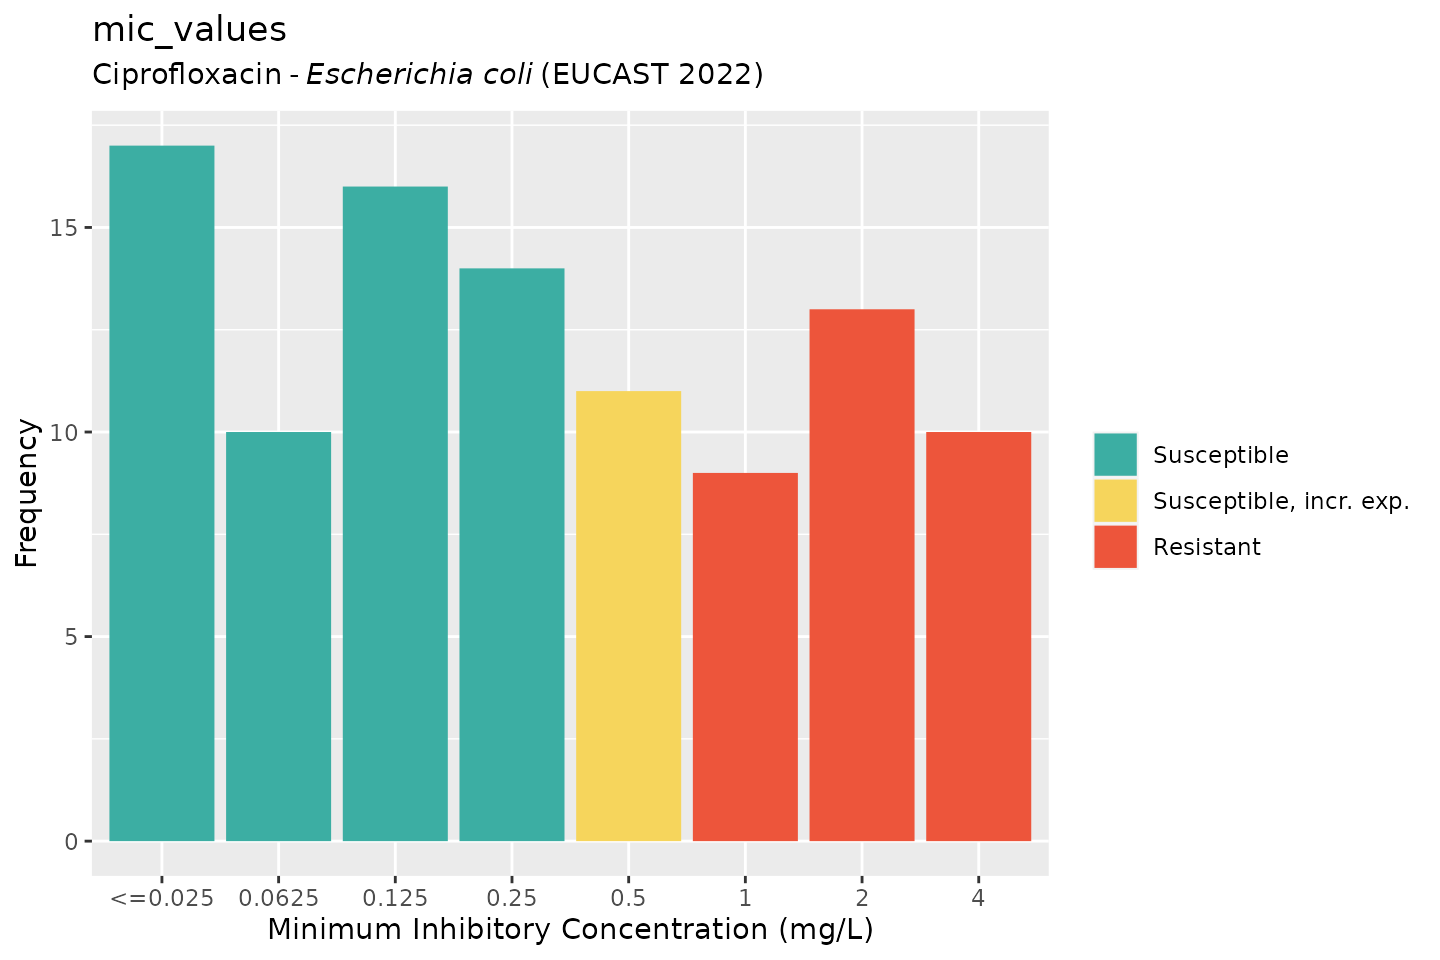 mic_values
Ciprofloxacin - Escherichia coli (EUCAST 2022)
15
10
5
0
Frequency
<=0.025 0.0625 0.125 0.25 0.5 1 2 4
Minimum Inhibitory Concentration (mg/L)
Susceptible
Susceptible, incr. exp.
Resistant